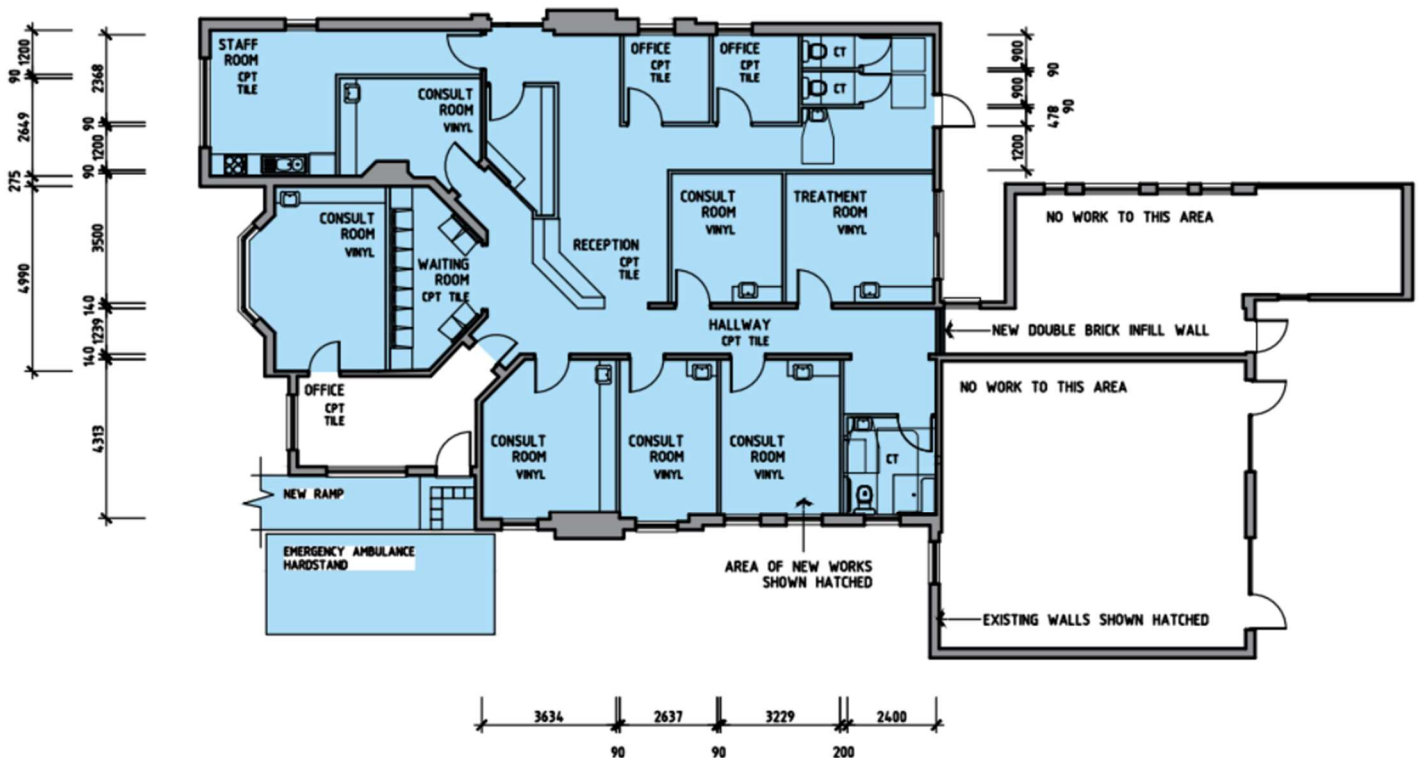 STAFF
ROOM
CPT
TILE
CONSULT
ROOM
VINYL
OFFICE
CPT
TILE
OFFICE
CPT
TILE
CT
CT
CONSULT
ROOM
VINYL
WAITING
ROOM
CPT TILE
RECEPTION
CPT
TILE
CONSULT
ROOM
VINYL
TREATMENT
ROOM
VINYL
NO WORK TO THIS AREA
HALLWAY
CPT TILE
NEW DOUBLE BRICK INFILL WALL
OFFICE
CPT
TILE
NO WORK TO THIS AREA
CONSULT
ROOM
VINYL
CONSULT
ROOM
VINYL
CONSULT
ROOM
VINYL
CT
NEW RAMP
EMERGENCY AMBULANCE
HARDSTAND
AREA OF NEW WORKS
SHOWN HATCHED
EXISTING WALLS SHOWN HATCHED
1200
90
2649
275
4990
2368
90
1200
90
3500
140
1239
140
4313
900
90
900
90
478
1200
3634
2637
3229
2400
90
90
200